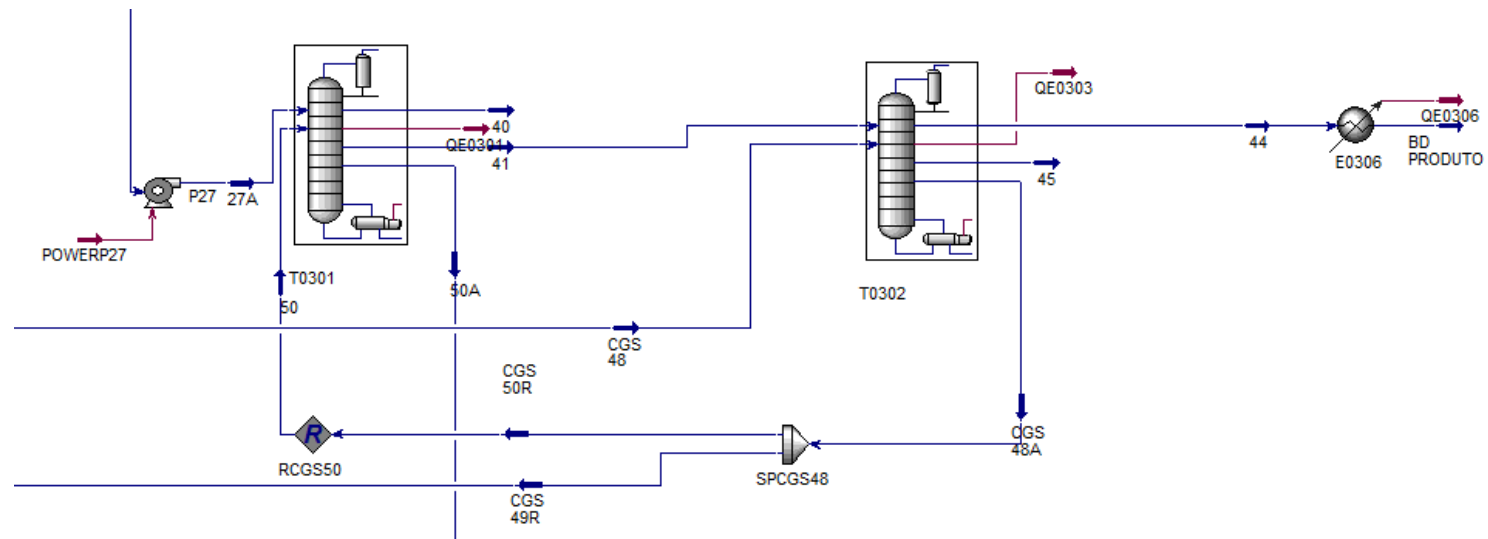 QE0303
QE0306
40
QE0301
41
44
E0306
BD
PRODUTO
45
P27
27A
POWERP27
T0301
50A
50
T0302
CGS
48
CGS
50R
CGS
48A
R
RCGS50
SPCGS48
CGS
49R